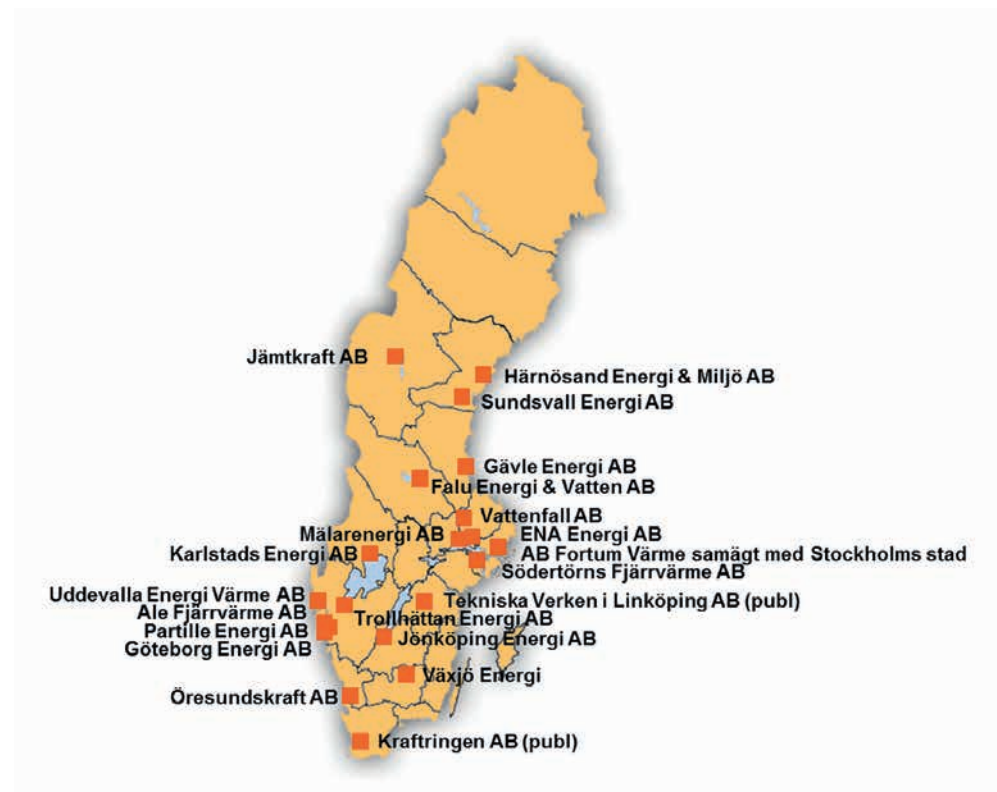 Jämtkraft AB
Härnösand Energi & Miljö AB
Sundsvall Energi AB
Gävle Energi AB
Falu Energi & Vatten AB
Vattenfall AB
Mälarenergi AB
ENA Energi AB
Karlstads Energi AB
AB Fortum Värme samägt med Stockholms stad
Södertörns Fjärrvärme AB
Uddevalla Energi Värme AB
Tekniska Verken i Linköping AB (publ)
Ale Fjärrvärme AB
Trollhättan Energi AB
Partille Energi AB
Jönköping Energi AB
Göteborg Energi AB
Växjö Energi
Öresundskraft AB
Kraftringen AB (publ)